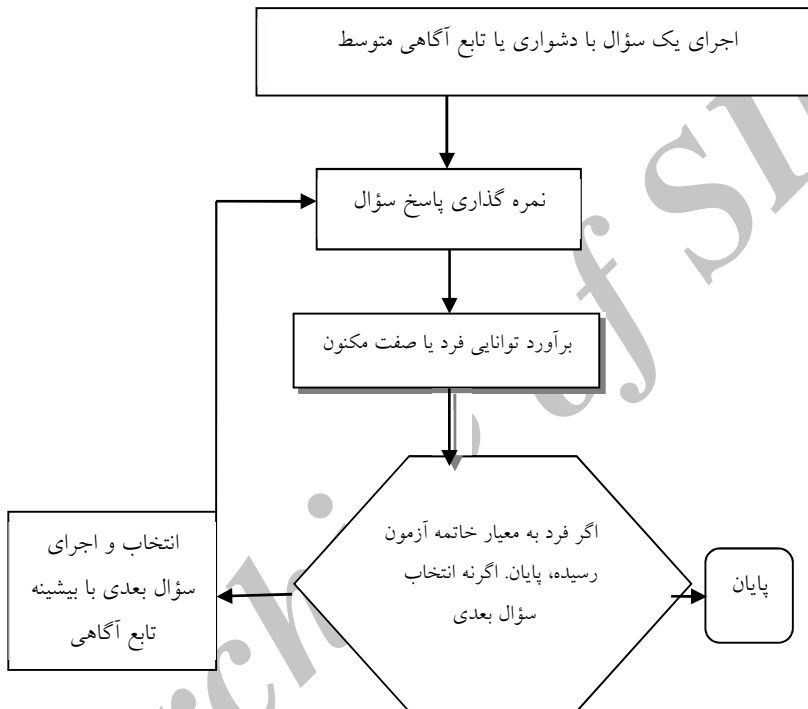 اجرای یک سؤال با دشواری یا تابع آگاهی متوسط
نمره گذاری پاسخ سؤال
برآورد توانایی فرد یا صفت مکنون
اگر فرد به معیار خاتمه آزمون
رسیده، پایان. اگرنه انتخاب
سؤال بعدی
پایان
انتخاب و اجرای
سؤال بعدی با بیشینه
تابع آگاهی